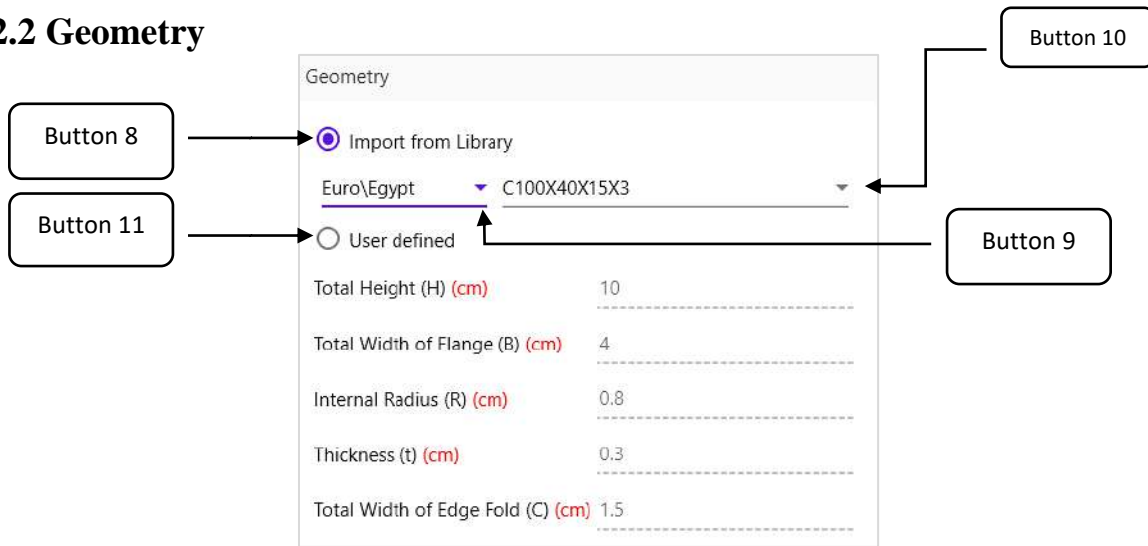 2.2 Geometry
Button 10
Geometry
Button 8
Import from Library
Euro\Egypt C100X40X15X3
Button 11
User defined
Button 9
Total Height (H) (cm) 10
Total Width of Flange (B) (cm) 4
Internal Radius (R) (cm) 0.8
Thickness (t) (cm) 0.3
Total Width of Edge Fold (C) (cm) 1.5